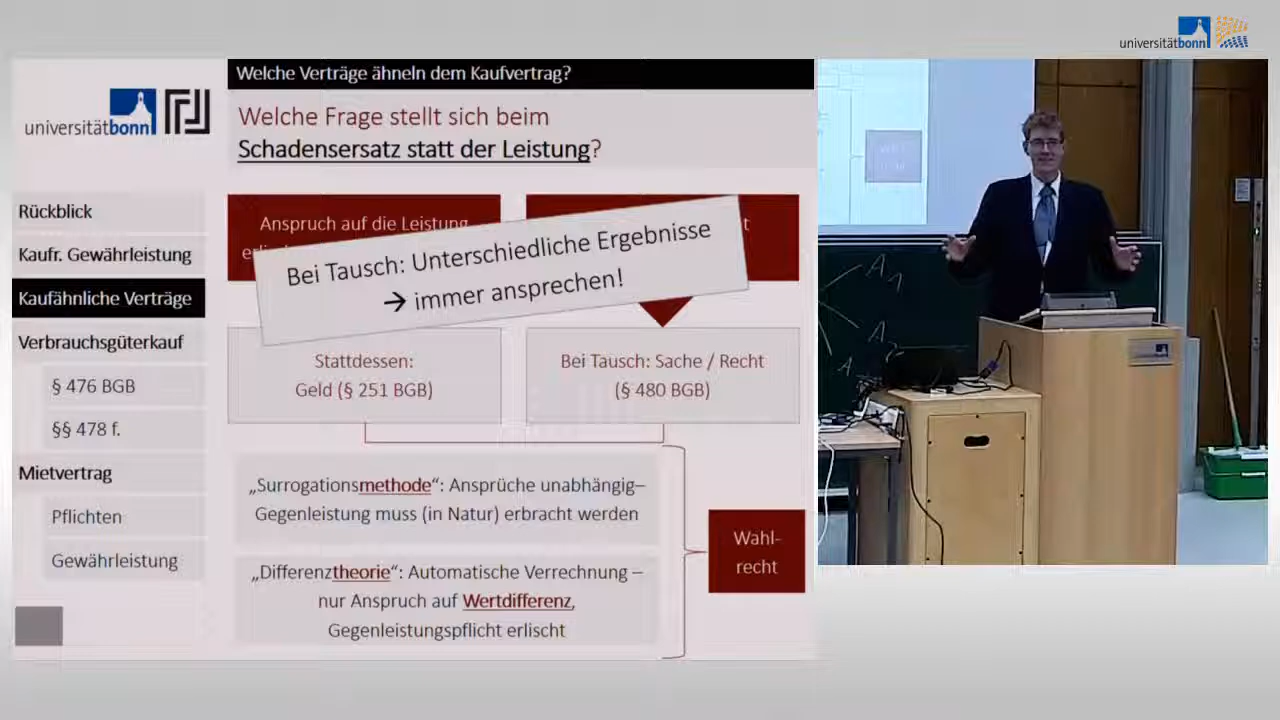 universitätbonn
Welche Verträge ähneln dem Kaufvertrag?
universitätbonn
Welche Frage stellt sich beim
Schadensersatz statt der Leistung?
Rückblick
Kaufr. Gewährleistung
Kaufähnliche Verträge
Verbrauchsgüterkauf
§ 476 BGB
§§ 478 f.
Mietvertrag
Pflichten
Gewährleistung
Anspruch auf die Leistung
Bei Tausch: Unterschiedliche Ergebnisse
→ immer ansprechen!
Stattdessen:
Geld (§ 251 BGB)
Bei Tausch: Sache / Recht
(§ 480 BGB)
„Surrogationsmethode“: Ansprüche unabhängig–
Gegenleistung muss (in Natur) erbracht werden
„Differenztheorie“: Automatische Verrechnung –
nur Anspruch auf Wertdifferenz,
Gegenleistungspflicht erlischt
Wahl-
recht